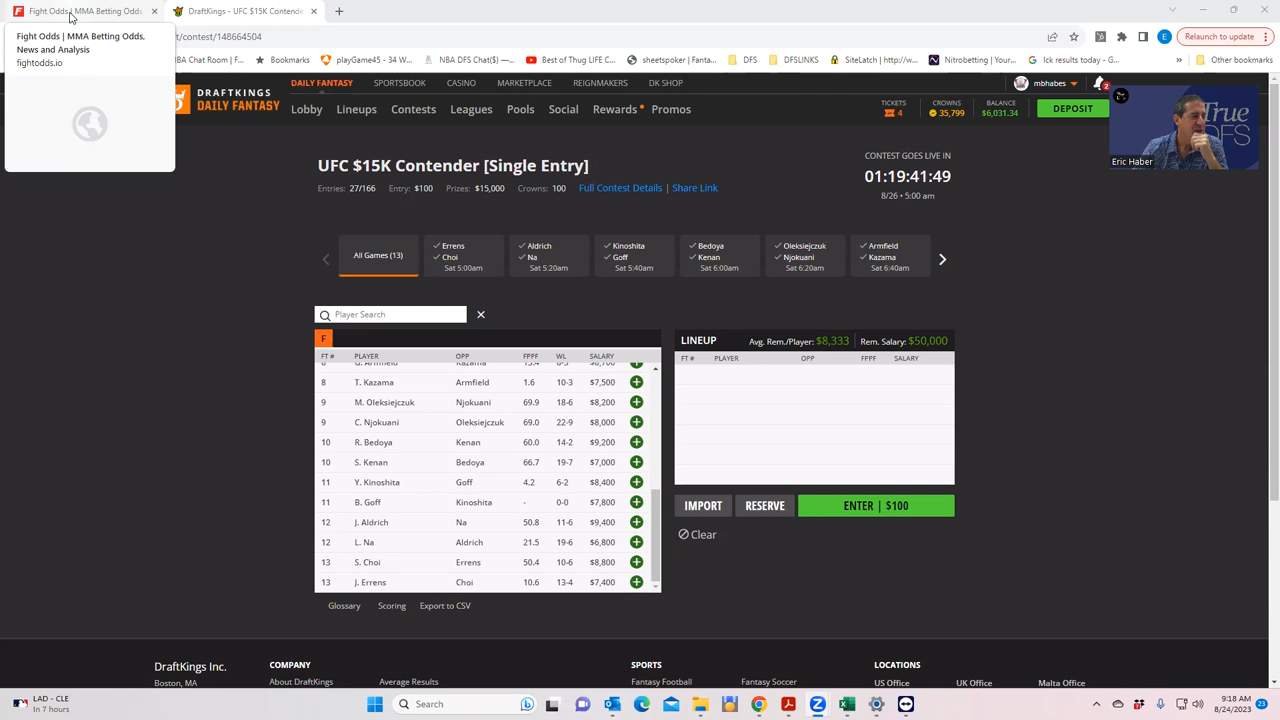 Fight Odds | MMA Betting Odds,
DraftKings - UFC $15K Contende
Fight Odds | MMA Betting Odds,
News and Analysis
fightodds.io
ut/contest/148664504
E
Relaunch to update
BA Chat Room | F...
Bookmarks
playGame45 - 34 W...
NBA DFS Chat($) —...
Best of Thug LIFE C...
sheetspoker | Fanta...
DFS
DFSLINKS
SiteLatch | http://w...
Nitrobetting | Your...
lck results today - G...
»
Other bookmarks
DRAFTKINGS
DAILY FANTASY
DAILY FANTASY
SPORTSBOOK
CASINO
MARKETPLACE
REIGNMAKERS
DK SHOP
mhabes
2
Lobby
Lineups
Contests
Leagues
Pools
Social
Rewards
Promos
TICKETS
4
CROWNS
35,799
BALANCE
$6,031.34
DEPOSIT
True
DFS
Eric Haber
UFC $15K Contender [Single Entry]
Entries: 27/166 Entry: $100 Prizes: $15,000 Crowns: 100 Full Contest Details | Share Link
CONTEST GOES LIVE IN
01:19:41:49
8/26 • 5:00 am
All Games (13)
Errens
Choi
Sat 5:00am
Aldrich
Na
Sat 5:20am
Kinoshita
Goff
Sat 5:40am
Bedoya
Kenan
Sat 6:00am
Oleksiejczuk
Njokuani
Sat 6:20am
Armfield
Kazama
Sat 6:40am
Player Search
F
FT # PLAYER OPP FPPF WL SALARY
8 T. Kazama Armfield 1.6 10-3 $7,500
9 M. Oleksiejczuk Njokuani 69.9 18-6 $8,200
9 C. Njokuani Oleksiejczuk 69.0 22-9 $8,000
10 R. Bedoya Kenan 60.0 14-2 $9,200
10 S. Kenan Bedoya 66.7 19-7 $7,000
11 Y. Kinoshita Goff 4.2 6-2 $8,400
11 B. Goff Kinoshita - 0-0 $7,800
12 J. Aldrich Na 50.8 11-6 $9,400
12 L. Na Aldrich 21.5 19-6 $6,800
13 S. Choi Errens 50.4 10-6 $8,800
13 J. Errens Choi 10.6 13-4 $7,400
LINEUP
Avg. Rem./Player: $8,333
Rem. Salary: $50,000
FT # PLAYER OPP FPPF SALARY
IMPORT
RESERVE
ENTER | $100
Clear
Glossary
Scoring
Export to CSV
DraftKings Inc.
Boston, MA
COMPANY
About DraftKings
Average Results
SPORTS
Fantasy Football
Fantasy Soccer
LOCATIONS
US Office
UK Office
Malta Office
LAD - CLE
In 7 hours
Search
9:18 AM
8/24/2023
23